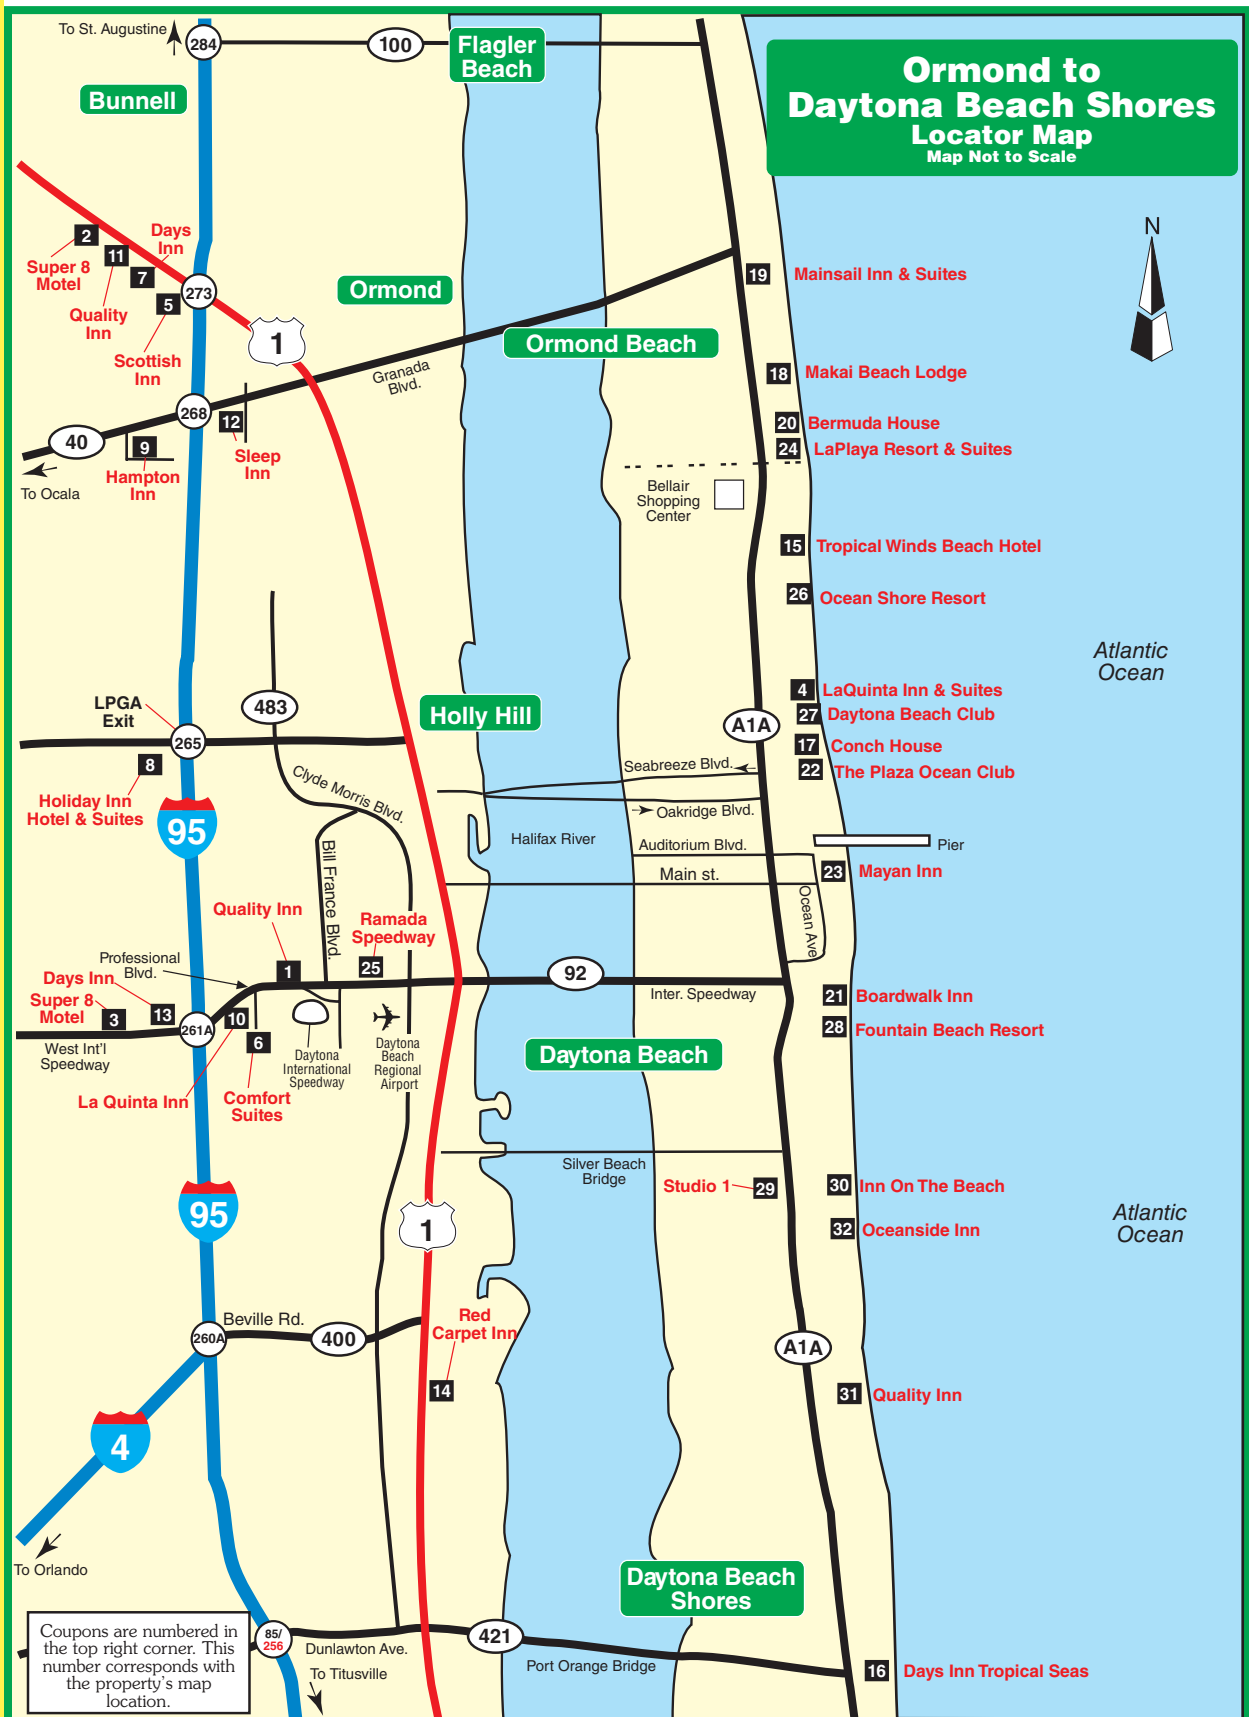 To St. Augustine
284
100
Flagler
Beach
Bunnell
Ormond to
Daytona Beach Shores
Locator Map
Map Not to Scale
N
2
Super 8
Motel
11
Quality
Inn
Days
Inn
7
5
Scottish
Inn
273
1
Ormond
Ormond Beach
19
Mainsail Inn & Suites
Granada
Blvd.
18
Makai Beach Lodge
268
40
To Ocala
9
Hampton
Inn
12
Sleep
Inn
20
Bermuda House
24
LaPlaya Resort & Suites
Bellair
Shopping
Center
15
Tropical Winds Beach Hotel
26
Ocean Shore Resort
Atlantic
Ocean
4
LaQuinta Inn & Suites
27
Daytona Beach Club
17
Conch House
22
The Plaza Ocean Club
LPGA
Exit
265
483
Holly Hill
A1A
8
Holiday Inn
Hotel & Suites
95
Clyde Morris Blvd.
Seabreeze Blvd.
Oakridge Blvd.
Halifax River
Auditorium Blvd.
Main st.
Pier
23
Mayan Inn
Ocean Ave
Bill France Blvd.
Quality Inn
1
Ramada
Speedway
25
92
Inter. Speedway
Professional
Blvd.
Days Inn
13
Super 8
Motel
3
261A
West Int'l
Speedway
10
La Quinta Inn
6
Comfort
Suites
Daytona
International
Speedway
Daytona
Beach
Regional
Airport
Daytona Beach
21
Boardwalk Inn
28
Fountain Beach Resort
Silver Beach
Bridge
Studio 1
29
30
Inn On The Beach
32
Oceanside Inn
Atlantic
Ocean
95
1
260A
Beville Rd.
400
Red
Carpet Inn
14
A1A
31
Quality Inn
4
To Orlando
Daytona Beach
Shores
Coupons are numbered in
the top right corner. This
number corresponds with
the property's map
location.
85/
256
Dunlawton Ave.
To Titusville
421
Port Orange Bridge
16
Days Inn Tropical Seas